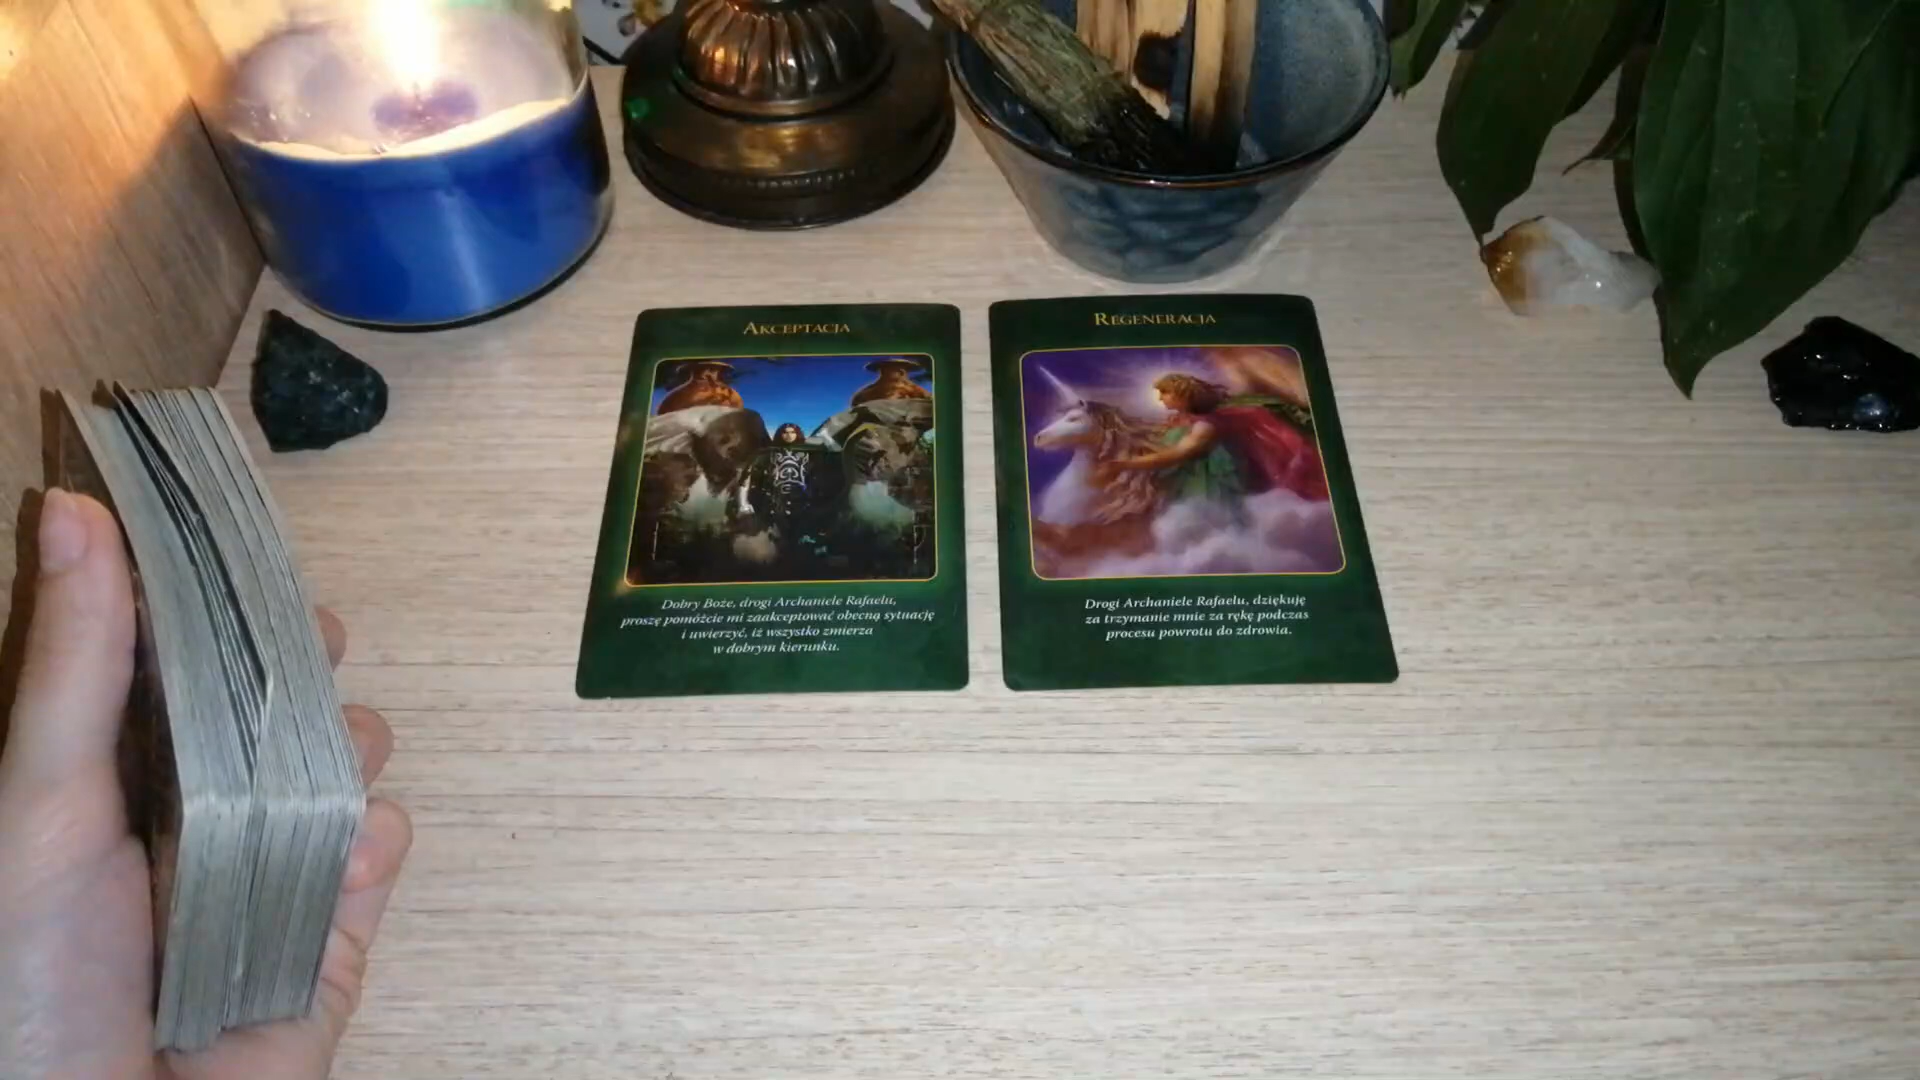 Akceptacja
Dobry Boże, drogi Archaniele Rafaelu,
proszę pomóżcie mi zaakceptować obecną sytuację
i uwierzyć, iż wszystko zmierza
w dobrym kierunku.
Regeneracja
Drogi Archaniele Rafaelu, dziękuję
za trzymanie mnie za rękę podczas
procesu powrotu do zdrowia.